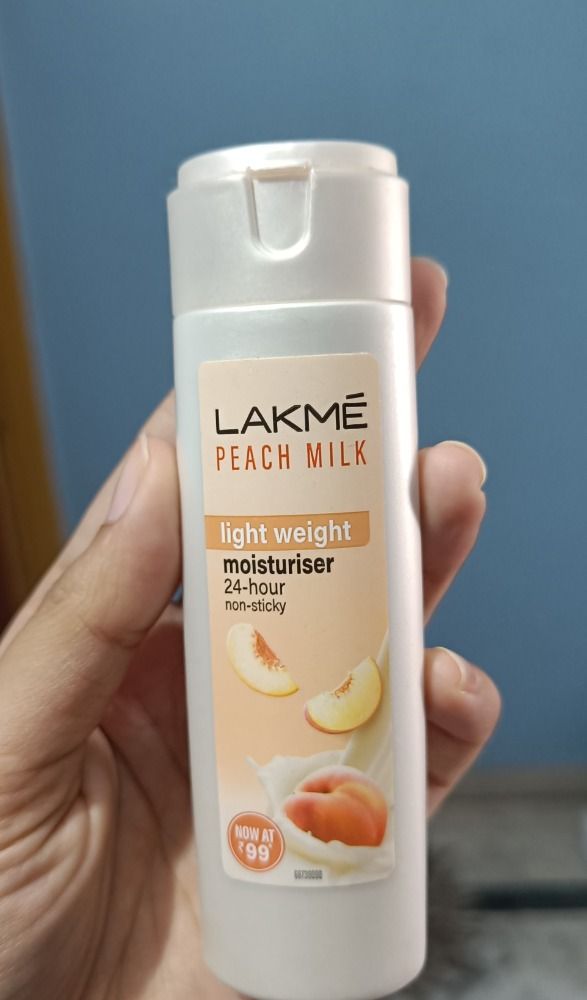 LAKMÉ
PEACH MILK
light weight
moisturiser
24-hour
non-sticky
NOW AT
₹99*